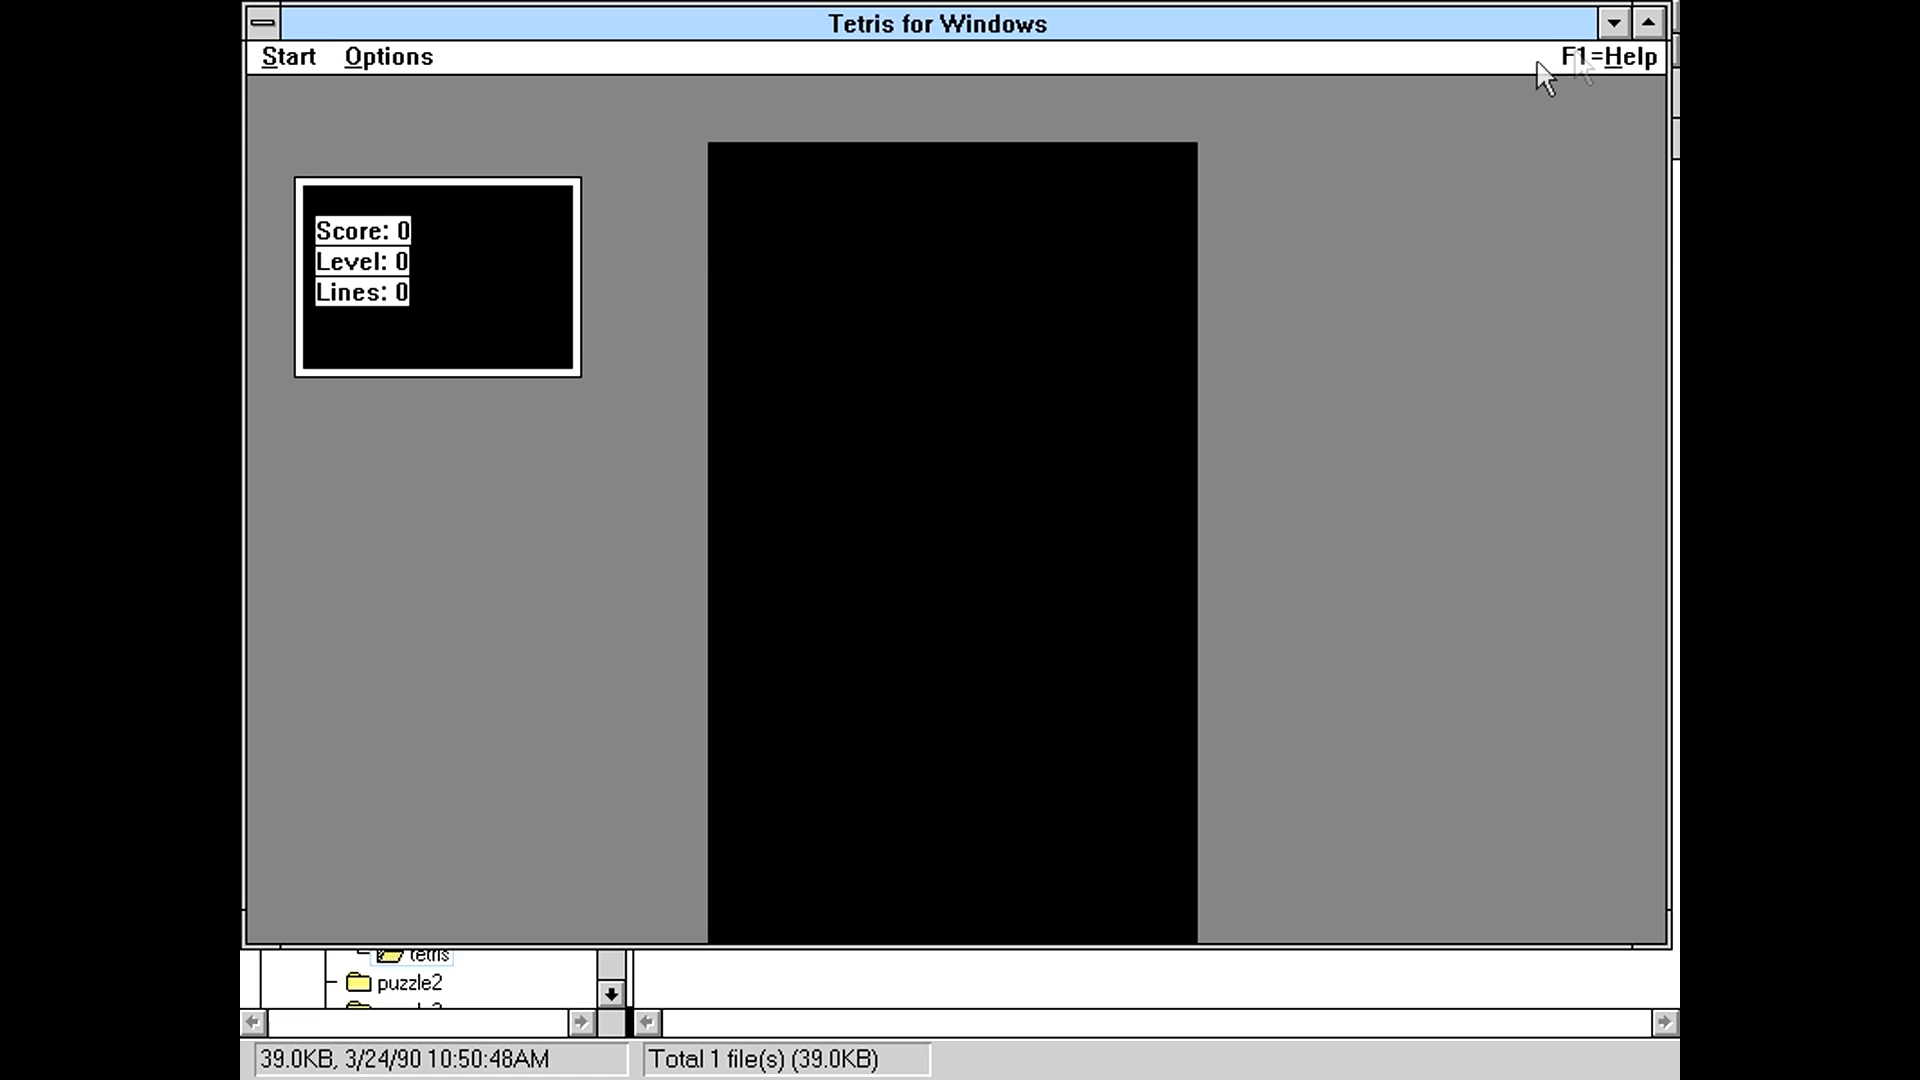 Tetris for Windows
Start Options F1=Help
Score: 0
Level: 0
Lines: 0
tetris
puzzle2
39.0KB, 3/24/90 10:50:48AM Total 1 file(s) (39.0KB)